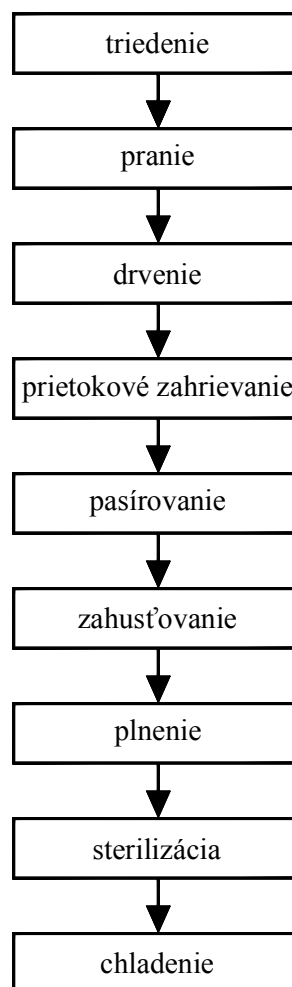 triedenie
pranie
drvenie
prietokové zahrievanie
pasírovanie
zahusťovanie
plnenie
sterilizácia
chladenie